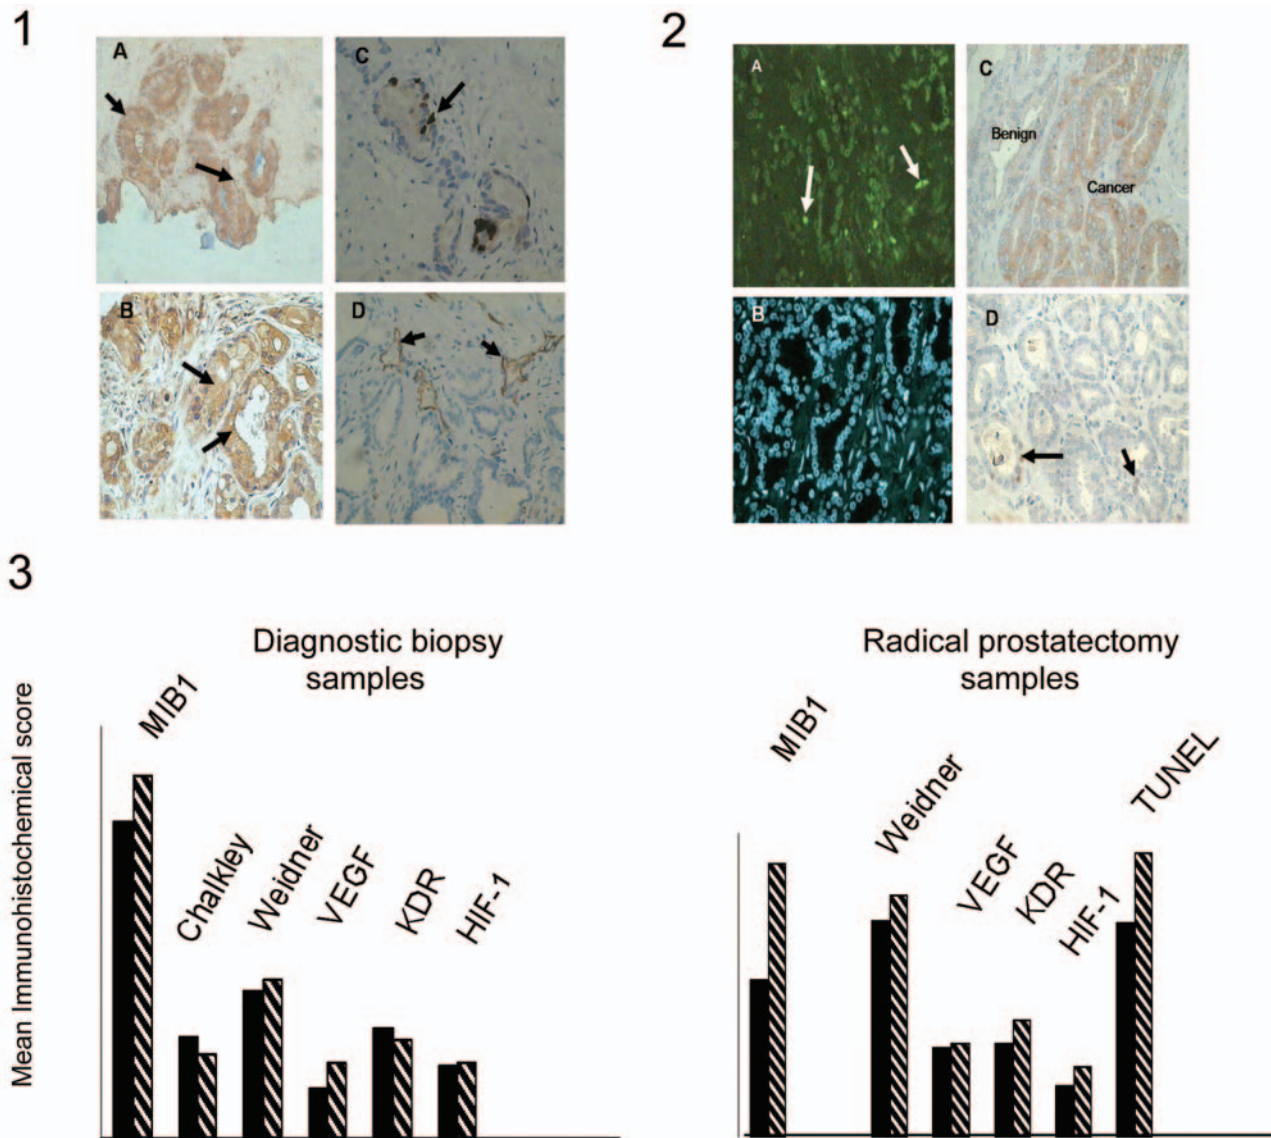 1
2
A
C
B
D
A
C
Benign
Cancer
B
D
3
Diagnostic biopsy
samples
Radical prostatectomy
samples
Mean Immunohistochemical score
MIB1
Chalkley
Weidner
VEGF
KDR
HIF-1
MIB1
Weidner
VEGF
KDR
HIF-1
TUNEL